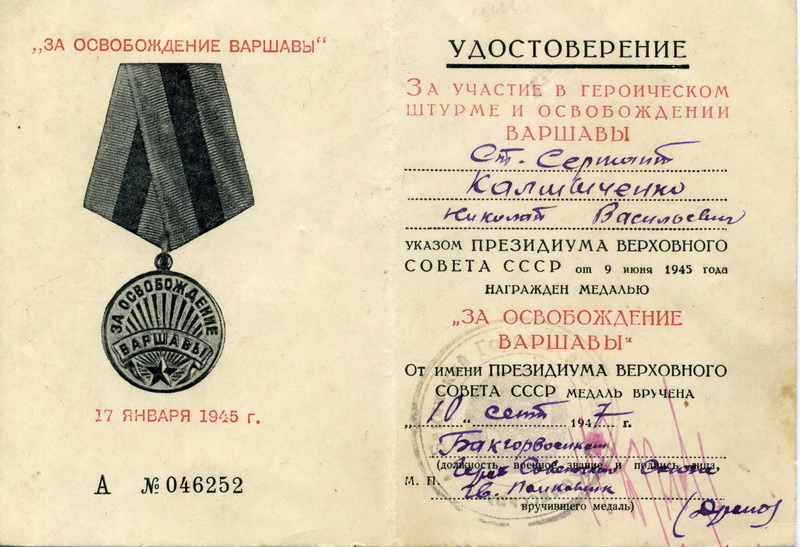 „ЗА ОСВОБОЖДЕНИЕ ВАРШАВЫ“
ЗА ОСВОБОЖДЕНИЕ
ВАРШАВЫ
17 ЯНВАРЯ 1945 г.
А № 046252
УДОСТОВЕРЕНИЕ
ЗА УЧАСТИЕ В ГЕРОИЧЕСКОМ
ШТУРМЕ И ОСВОБОЖДЕНИИ
ВАРШАВЫ
Ст. Сержант
Николай Васильевич
УКАЗОМ ПРЕЗИДИУМА ВЕРХОВНОГО
СОВЕТА СССР от 9 июня 1945 года
НАГРАЖДЕН МЕДАЛЬЮ
„ЗА ОСВОБОЖДЕНИЕ
ВАРШАВЫ“
ОТ ИМЕНИ ПРЕЗИДИУМА ВЕРХОВНОГО
СОВЕТА СССР МЕДАЛЬ ВРУЧЕНА
„10“ сент 1947 г.
(должность, военное звание и подпись лица,
М. П.
Гв. Полковник
вручившего медаль)